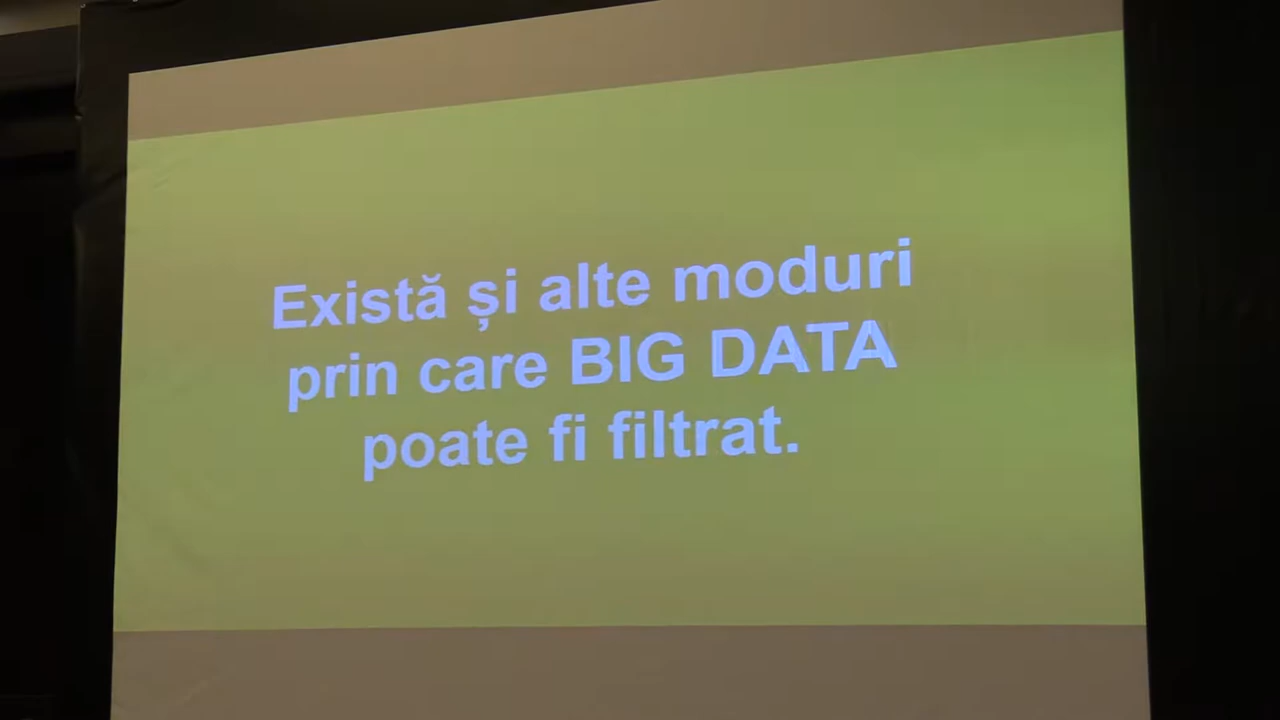 Există și alte moduri
prin care BIG DATA
poate fi filtrat.